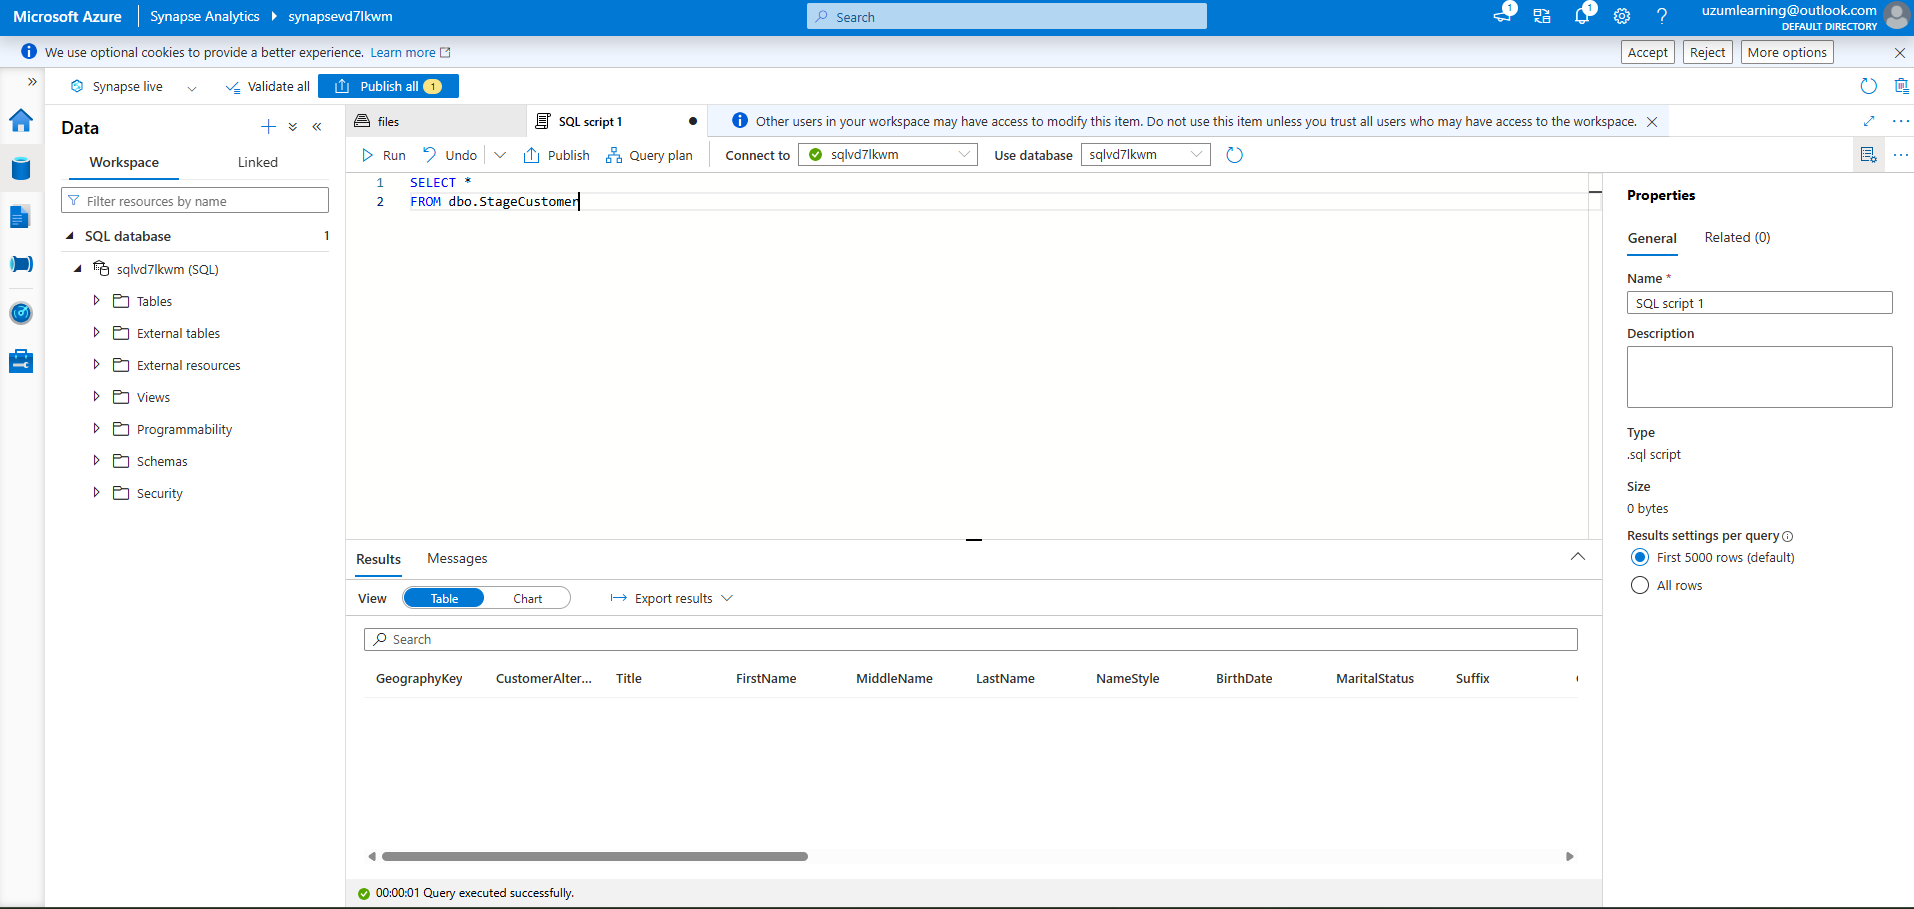 Microsoft Azure
Synapse Analytics
synapsevd7lkwm
Search
1
1
uzumlearning@outlook.com
DEFAULT DIRECTORY
We use optional cookies to provide a better experience. Learn more
Accept
Reject
More options
Synapse live
Validate all
Publish all 1
Data
Workspace
Linked
Filter resources by name
SQL database 1
sqlvd7lkwm (SQL)
Tables
External tables
External resources
Views
Programmability
Schemas
Security
files
SQL script 1
Other users in your workspace may have access to modify this item. Do not use this item unless you trust all users who may have access to the workspace.
Run
Undo
Publish
Query plan
Connect to
sqlvd7lkwm
Use database
sqlvd7lkwm
1 SELECT *
2 FROM dbo.StageCustomer
Results
Messages
View
Table
Chart
Export results
Search
GeographyKey CustomerAlter... Title FirstName MiddleName LastName NameStyle BirthDate MaritalStatus Suffix
00:00:01 Query executed successfully.
Properties
General
Related (0)
Name *
SQL script 1
Description
Type
.sql script
Size
0 bytes
Results settings per query
First 5000 rows (default)
All rows